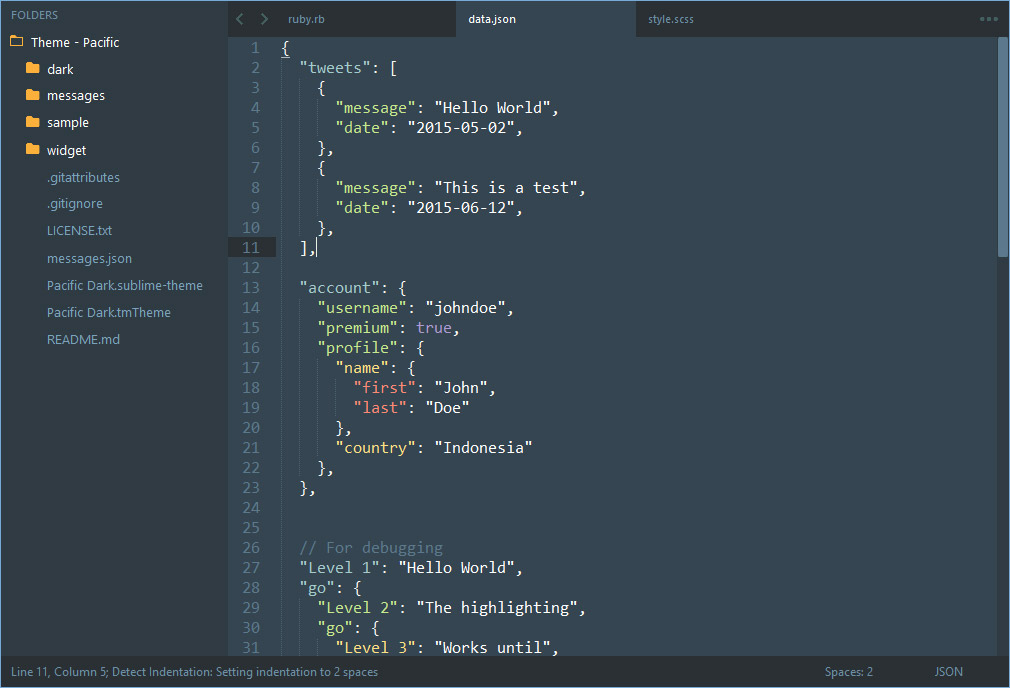 FOLDERS
Theme - Pacific
dark
messages
sample
widget
.gitattributes
.gitignore
LICENSE.txt
messages.json
Pacific Dark.sublime-theme
Pacific Dark.tmTheme
README.md
ruby.rb data.json style.scss
1 {
2   "tweets": [
3     {
4       "message": "Hello World",
5       "date": "2015-05-02",
6     },
7     {
8       "message": "This is a test",
9       "date": "2015-06-12",
10     },
11   ],
12
13   "account": {
14     "username": "johndoe",
15     "premium": true,
16     "profile": {
17       "name": {
18         "first": "John",
19         "last": "Doe"
20       },
21       "country": "Indonesia"
22     },
23   },
24
25
26   // For debugging
27   "Level 1": "Hello World",
28   "go": {
29     "Level 2": "The highlighting",
30     "go": {
31       "Level 3": "Works until",
Line 11, Column 5; Detect Indentation: Setting indentation to 2 spaces Spaces: 2 JSON